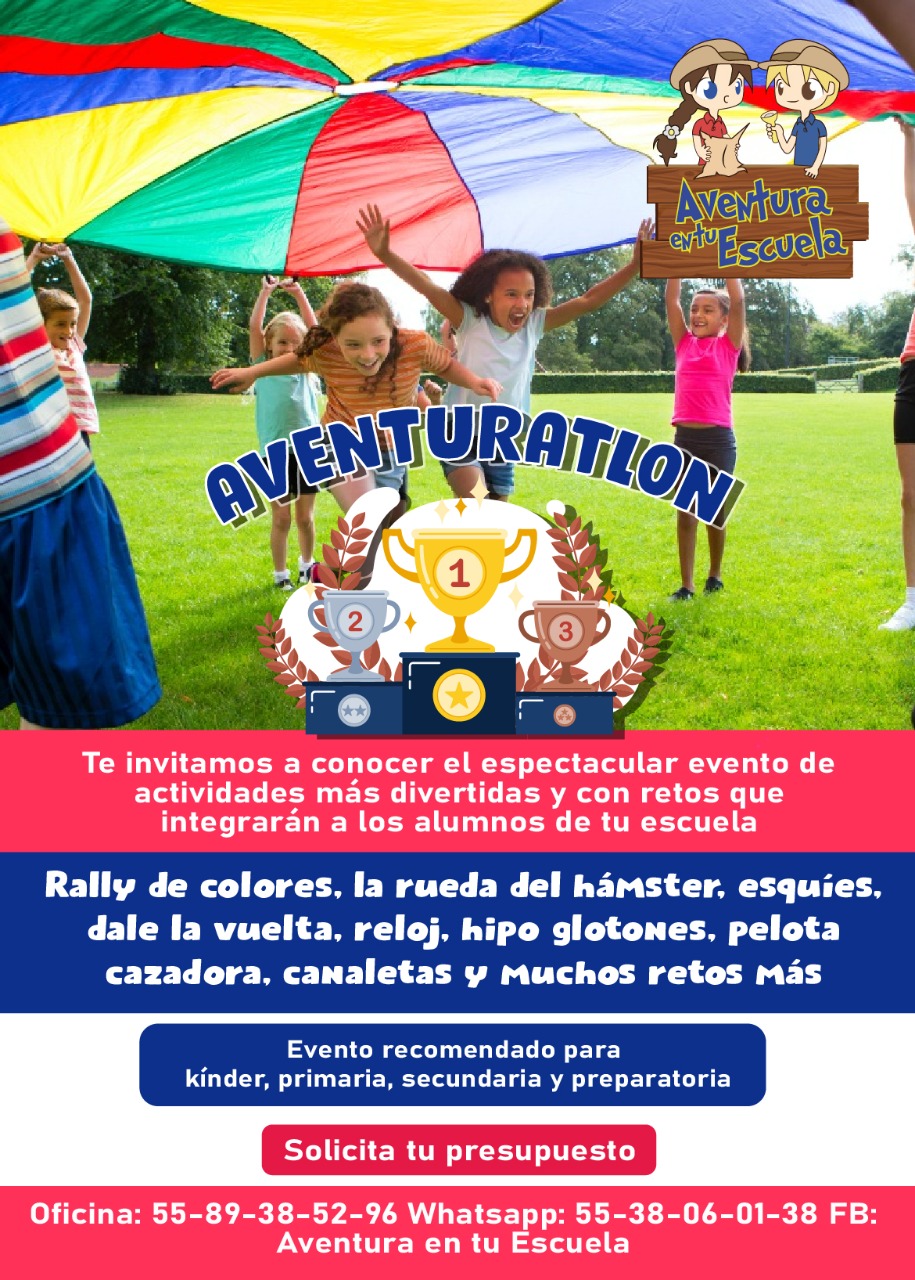 Aventura
en tu Escuela
AVENTURATLON
1
2
3
Te invitamos a conocer el espectacular evento de
actividades más divertidas y con retos que
integrarán a los alumnos de tu escuela
Rally de colores, la rueda del hámster, esquíes,
dale la vuelta, reloj, hipo glotones, pelota
cazadora, canaletas y muchos retos más
Evento recomendado para
kínder, primaria, secundaria y preparatoria
Solicita tu presupuesto
Oficina: 55-89-38-52-96 Whatsapp: 55-38-06-01-38 FB:
Aventura en tu Escuela